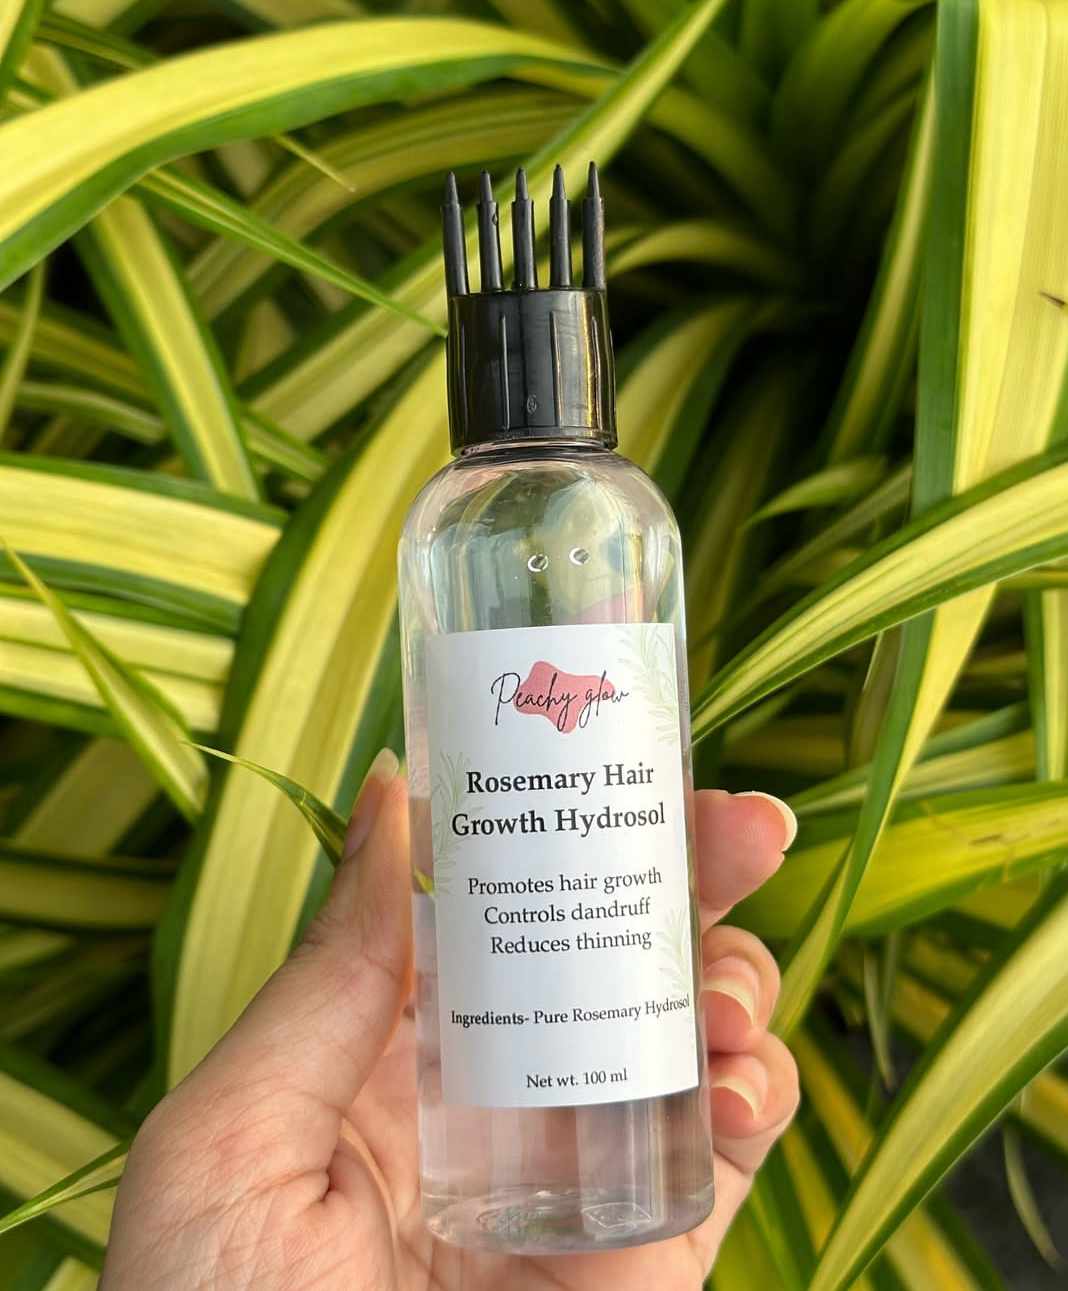 Peachy glow
Rosemary Hair
Growth Hydrosol
Promotes hair growth
Controls dandruff
Reduces thinning
Ingredients- Pure Rosemary Hydrosol
Net wt. 100 ml